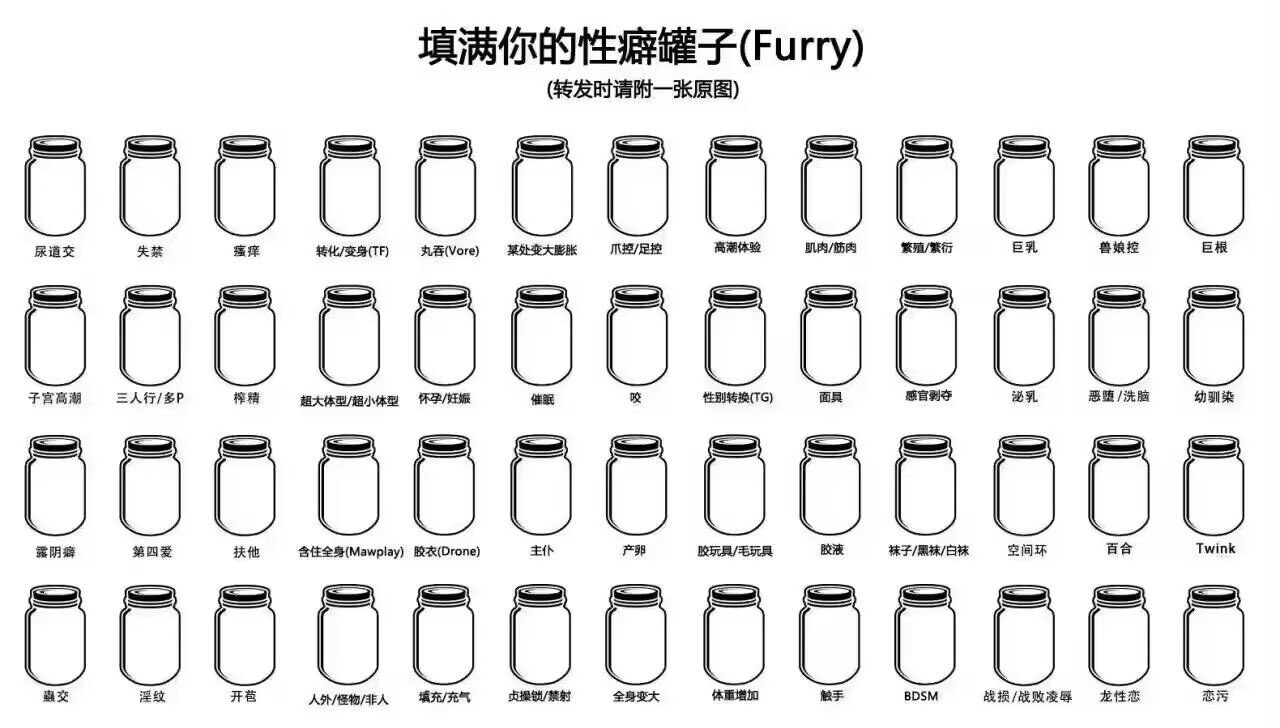 填满你的性癖罐子(Furry)
(转发时请附一张原图)
尿道交 失禁 瘙痒 转化/变身(TF) 丸吞(Vore) 某处变大膨胀 爪控/足控 高潮体验 肌肉/筋肉 繁殖/繁衍 巨乳 兽娘控 巨根
子宫高潮 三人行/多P 榨精 超大体型/超小体型 怀孕/妊娠 催眠 咬 性别转换(TG) 面具 感官剥夺 泌乳 恶堕/洗脑 幼驯染
露阴癖 第四爱 扶他 含住全身(Mawplay) 胶衣(Drone) 主仆 产卵 胶玩具/毛玩具 胶液 袜子/黑袜/白袜 空间环 百合 Twink
蟲交 淫纹 开苞 人外/怪物/非人 填充/充气 贞操锁/禁射 全身变大 体重增加 触手 BDSM 战损/战败凌辱 龙性恋 恋污